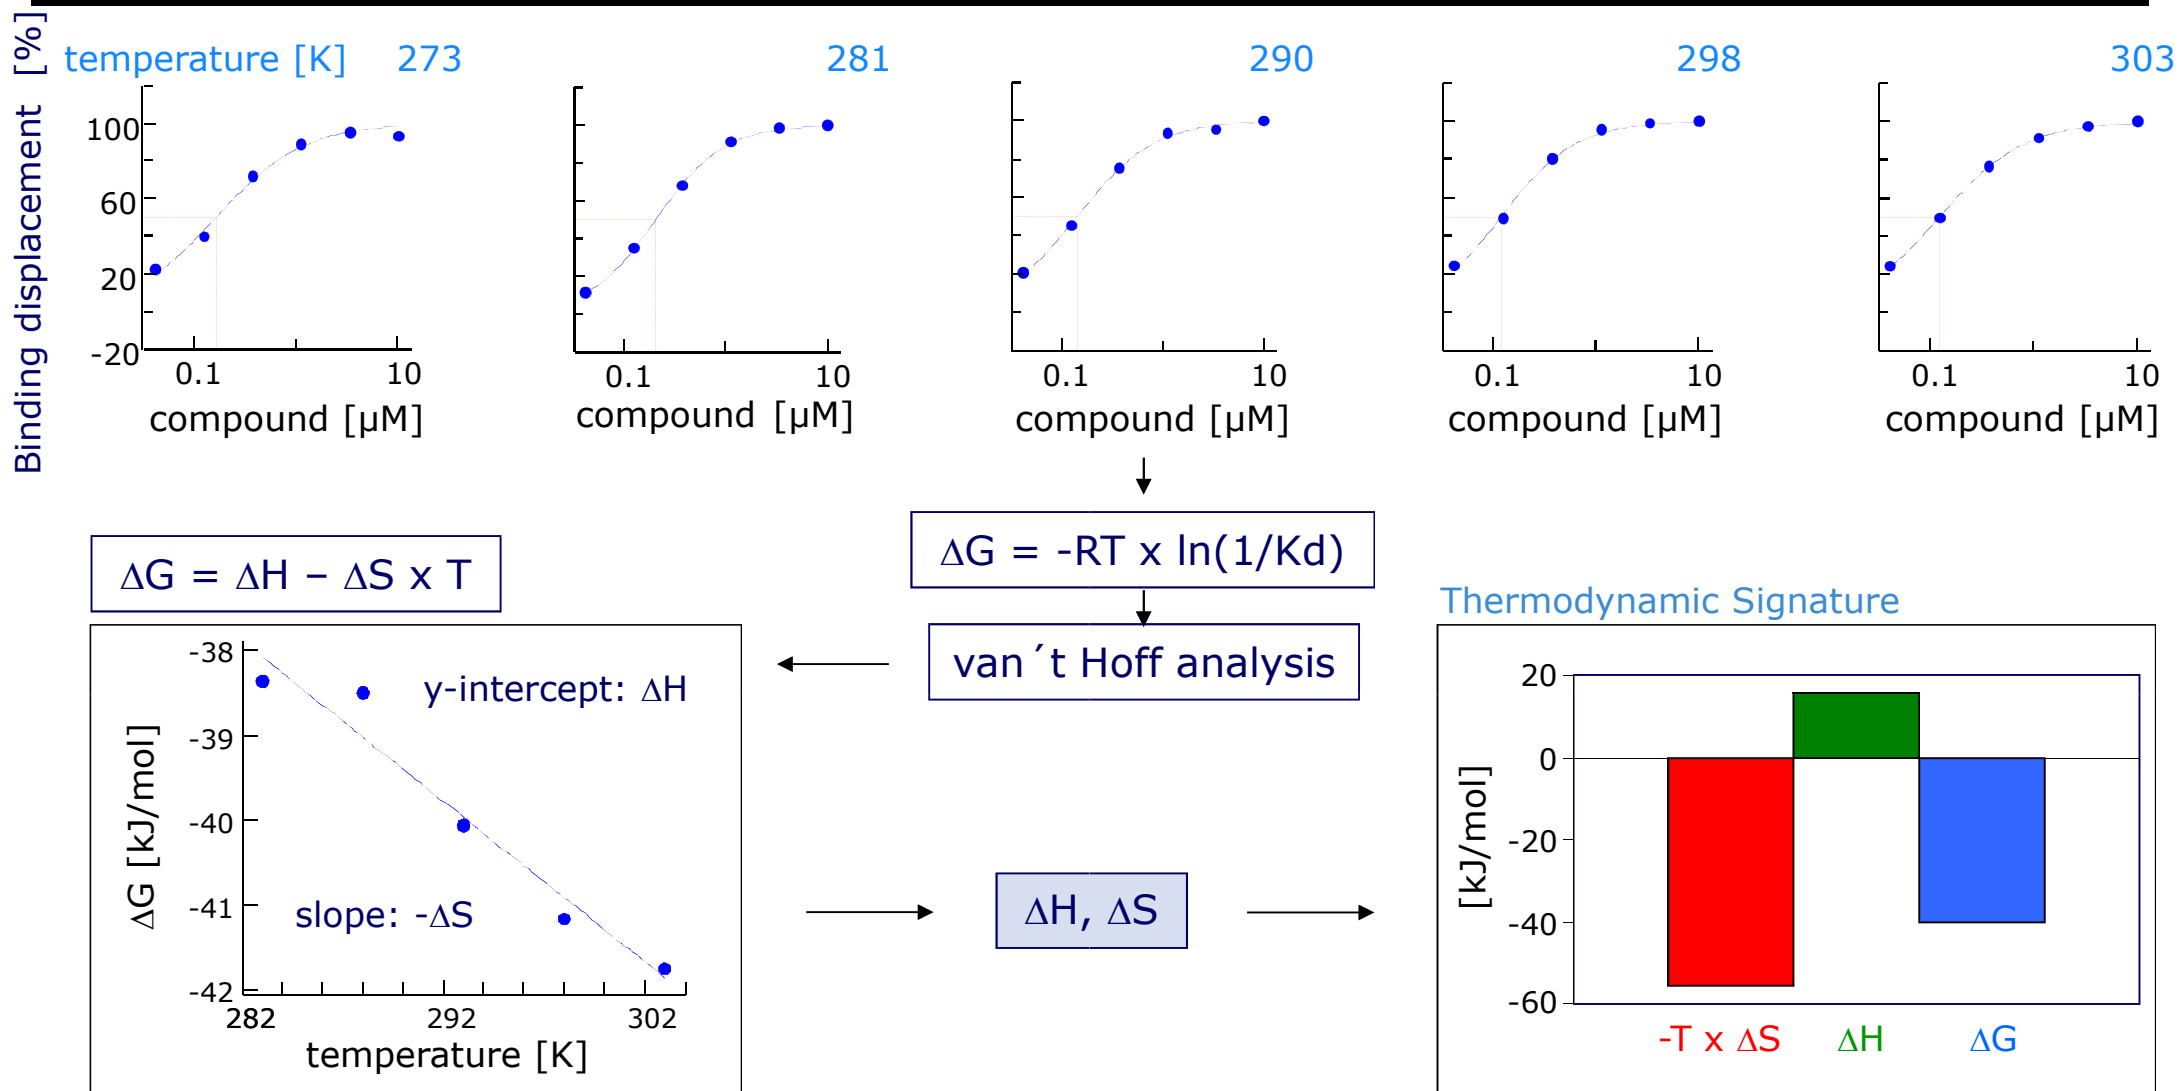 Binding displacement [%]
temperature [K] 273 281 290 298 303
100
60
20
-20
0.1 10
compound [µM]
0.1 10
compound [µM]
0.1 10
compound [µM]
0.1 10
compound [µM]
0.1 10
compound [µM]
ΔG = -RT x ln(1/Kd)
van´t Hoff analysis
ΔG = ΔH – ΔS x T
ΔG [kJ/mol]
-38
-39
-40
-41
-42
y-intercept: ΔH
slope: -ΔS
282 292 302
temperature [K]
ΔH, ΔS
Thermodynamic Signature
[kJ/mol]
20
0
-20
-40
-60
-T x ΔS ΔH ΔG